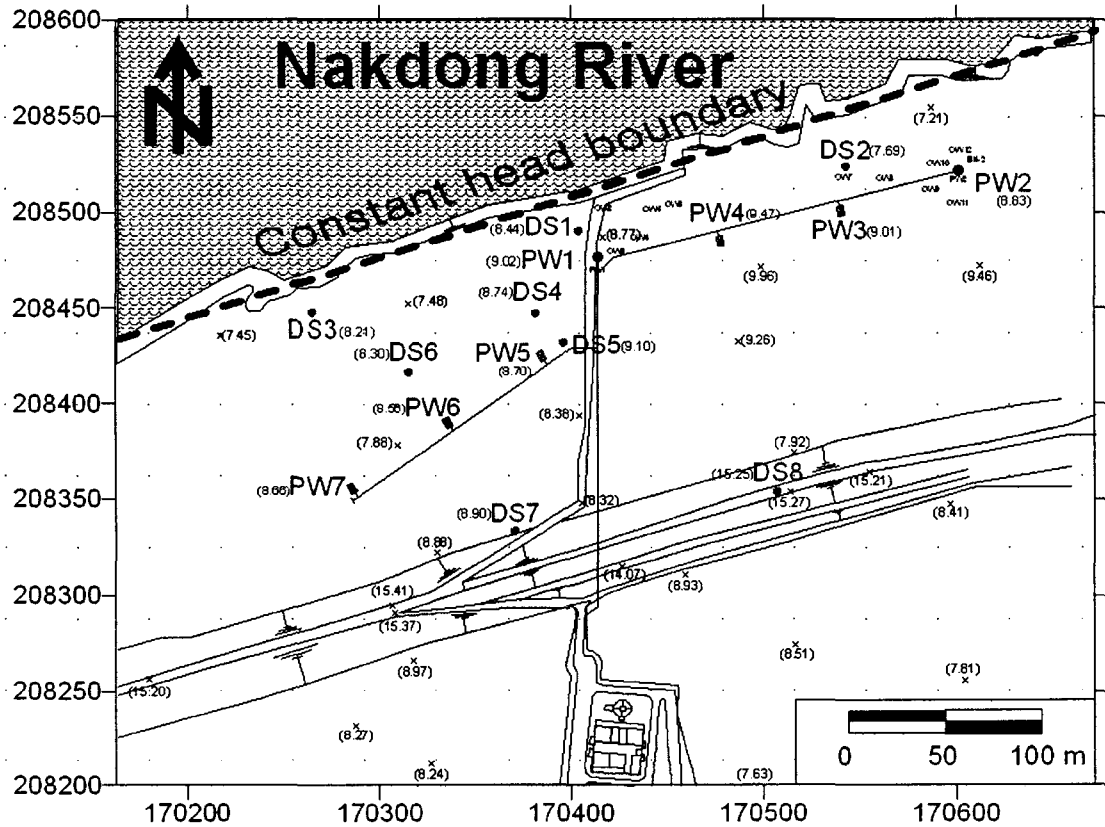 208600
N
Nakdong River
Constant head boundary
208550
(7.21)
DS2(7.69)
PW2
(8.83)
208500
(8.44)DS1
(8.77)
PW4(9.47)
PW3(9.01)
(9.02)PW1
(9.96)
(9.46)
(8.74)
DS4
208450
(7.48)
(7.45)
DS3(8.21)
(8.30)DS6
PW5
(8.70)
DS5(9.10)
(9.26)
208400
PW6
(8.38)
(7.88)
(7.92)
(8.66)PW7
208350
(15.25)DS8
(15.21)
(15.27)
(8.32)
(8.41)
(8.90)DS7
(8.88)
(14.07)
(8.93)
208300
(15.41)
(15.37)
(8.51)
(8.97)
(7.81)
208250
(15.20)
(8.27)
(8.24)
(7.63)
0 50 100 m
208200
170200 170300 170400 170500 170600